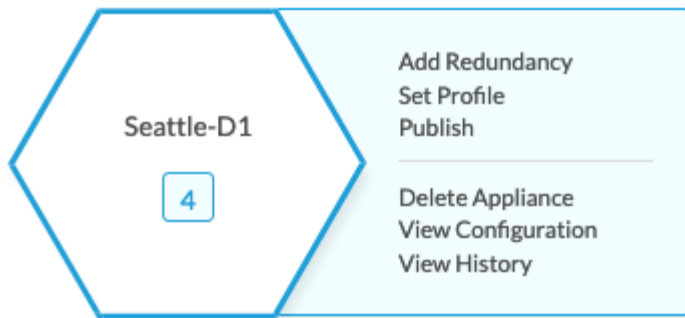 Seattle-D1
4
Add Redundancy
Set Profile
Publish
Delete Appliance
View Configuration
View History